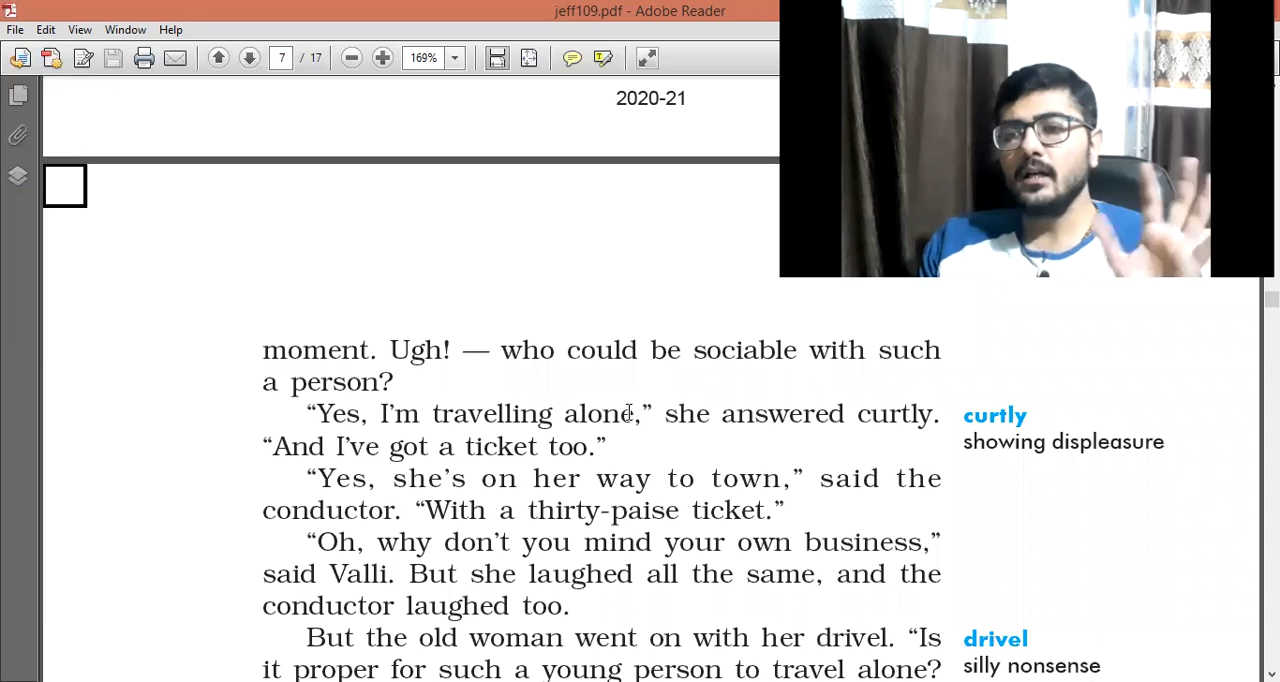 jeff109.pdf - Adobe Reader
File Edit View Window Help
7 / 17 169%
2020-21
moment. Ugh! — who could be sociable with such
a person?
“Yes, I’m travelling alone,” she answered curtly.
“And I’ve got a ticket too.”
“Yes, she’s on her way to town,” said the
conductor. “With a thirty-paise ticket.”
“Oh, why don’t you mind your own business,”
said Valli. But she laughed all the same, and the
conductor laughed too.
But the old woman went on with her drivel. “Is
it proper for such a young person to travel alone?
curtly
showing displeasure
drivel
silly nonsense